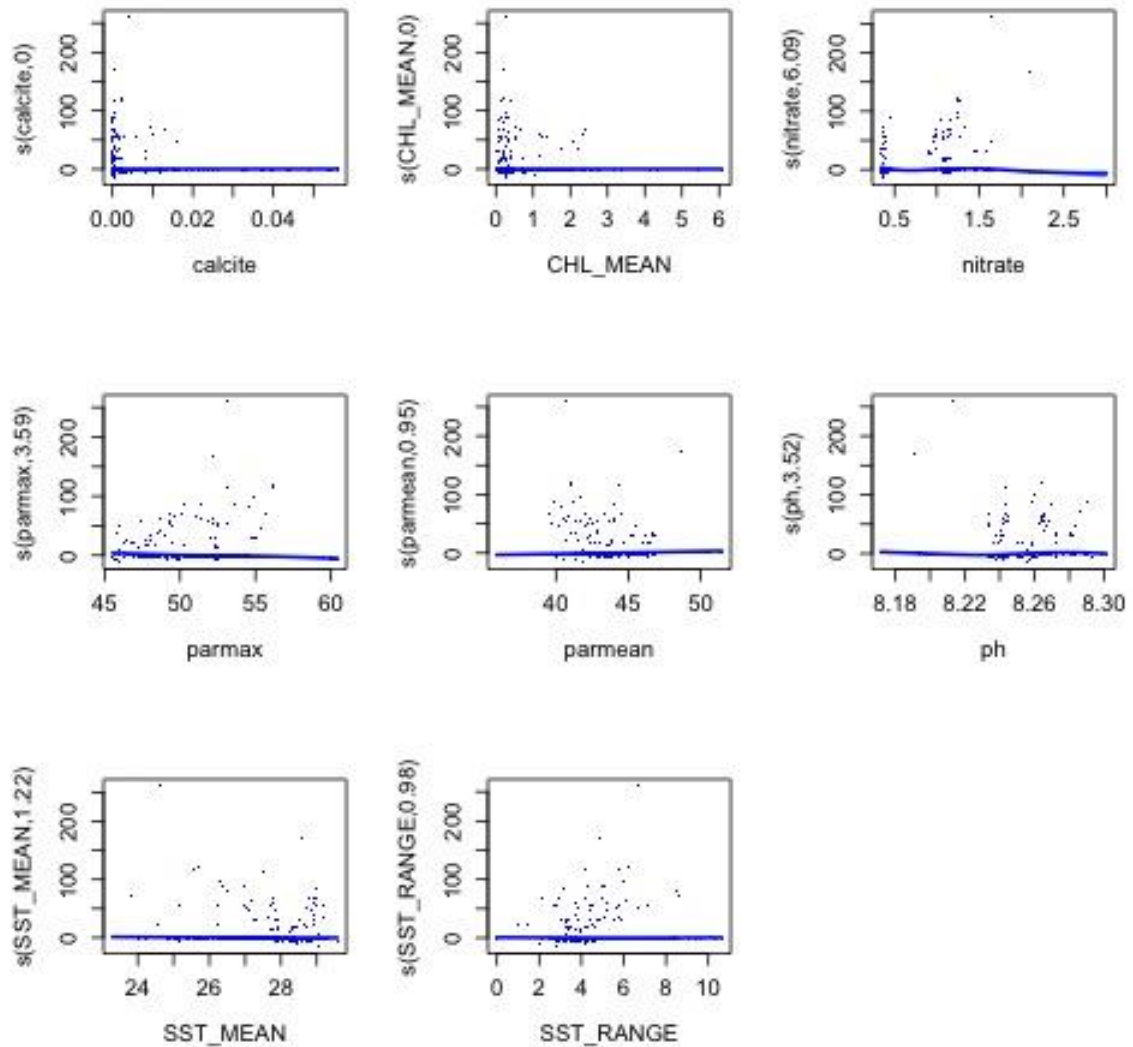 s(calcite,0)
0 100 200
0.00 0.02 0.04
calcite
s(CHL_MEAN,0)
0 100 200
0 1 2 3 4 5 6
CHL_MEAN
s(nitrate,6.09)
0 100 200
0.5 1.5 2.5
nitrate
s(parmax,3.59)
0 100 200
45 50 55 60
parmax
s(parmean,0.95)
0 100 200
40 45 50
parmean
s(ph,3.52)
0 100 200
8.18 8.22 8.26 8.30
ph
s(SST_MEAN,1.22)
0 100 200
24 26 28
SST_MEAN
s(SST_RANGE,0.98)
0 100 200
0 2 4 6 8 10
SST_RANGE